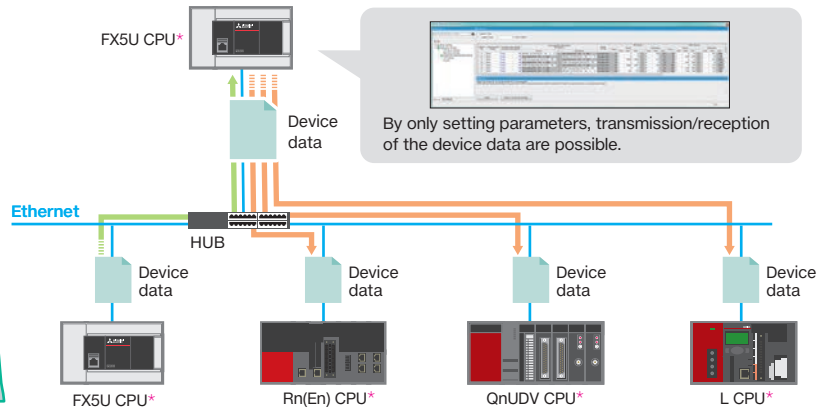 FX5U CPU*
By only setting parameters, transmission/reception
of the device data are possible.
Device
data
Ethernet
HUB
Device
data
Device
data
Device
data
Device
data
FX5U CPU*
Rn(En) CPU*
QnUDV CPU*
L CPU*